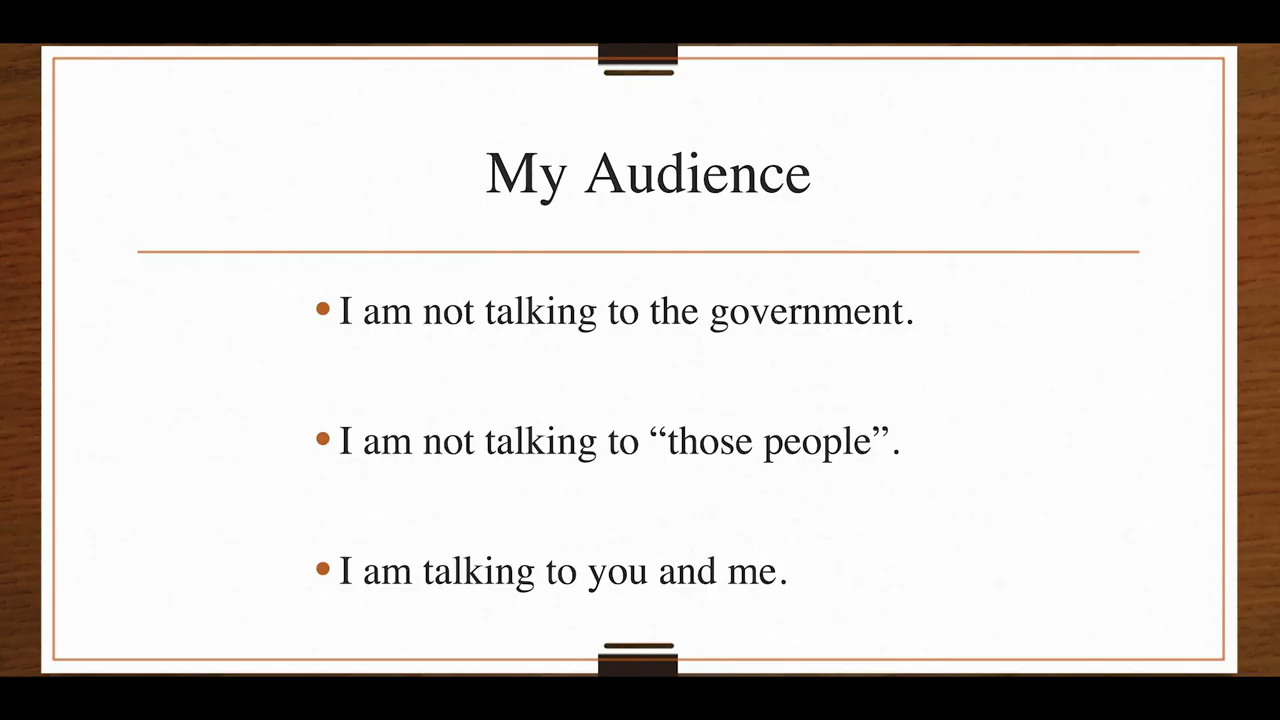 My Audience
• I am not talking to the government.
• I am not talking to “those people”.
• I am talking to you and me.